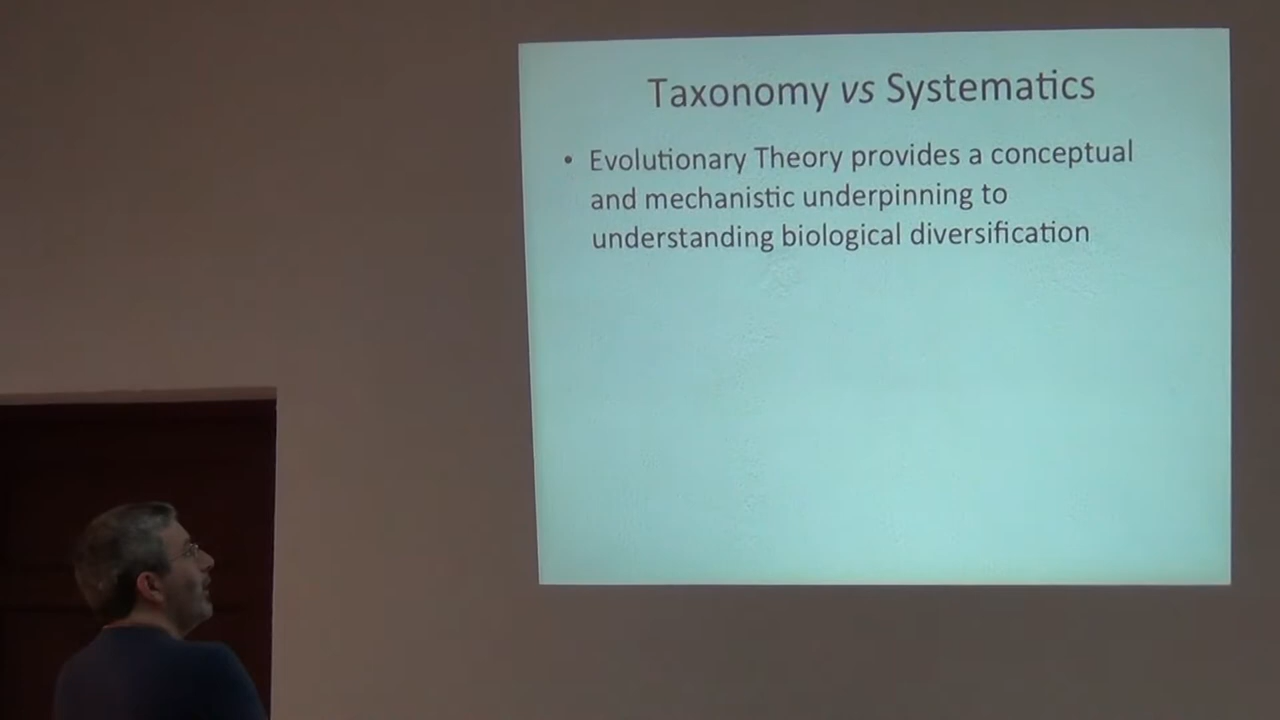 Taxonomy vs Systematics
• Evolutionary Theory provides a conceptual
and mechanistic underpinning to
understanding biological diversification